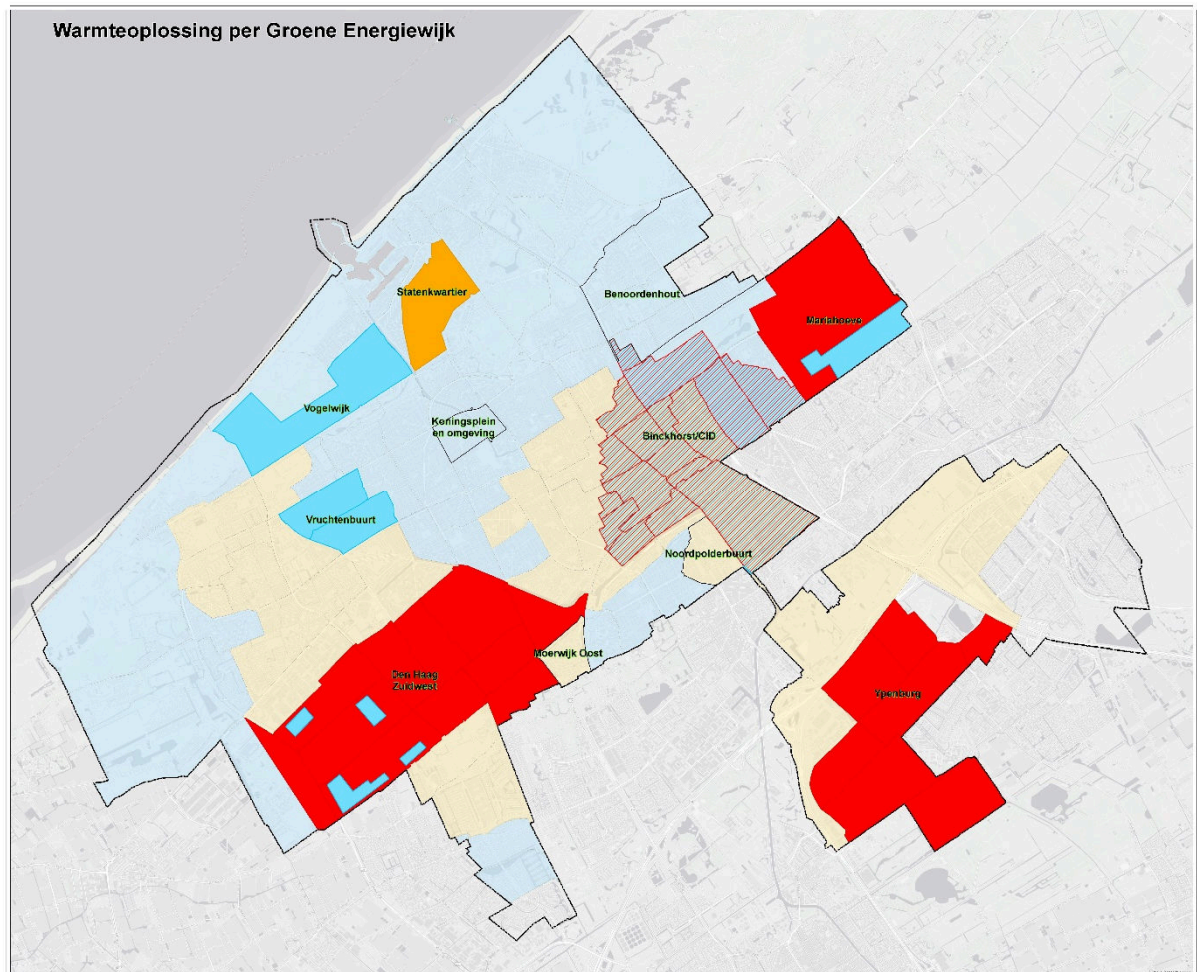 Warmteoplossing per Groene Energiewijk
Statenkwartier
Benoordenhout
Mariahoeve
Vogelwijk
Koningsplein
en omgeving
Binckhorst/CID
Vruchtenbuurt
Noordpolderbuurt
Moerwijk Oost
Den Haag
Zuidwest
Ypenburg